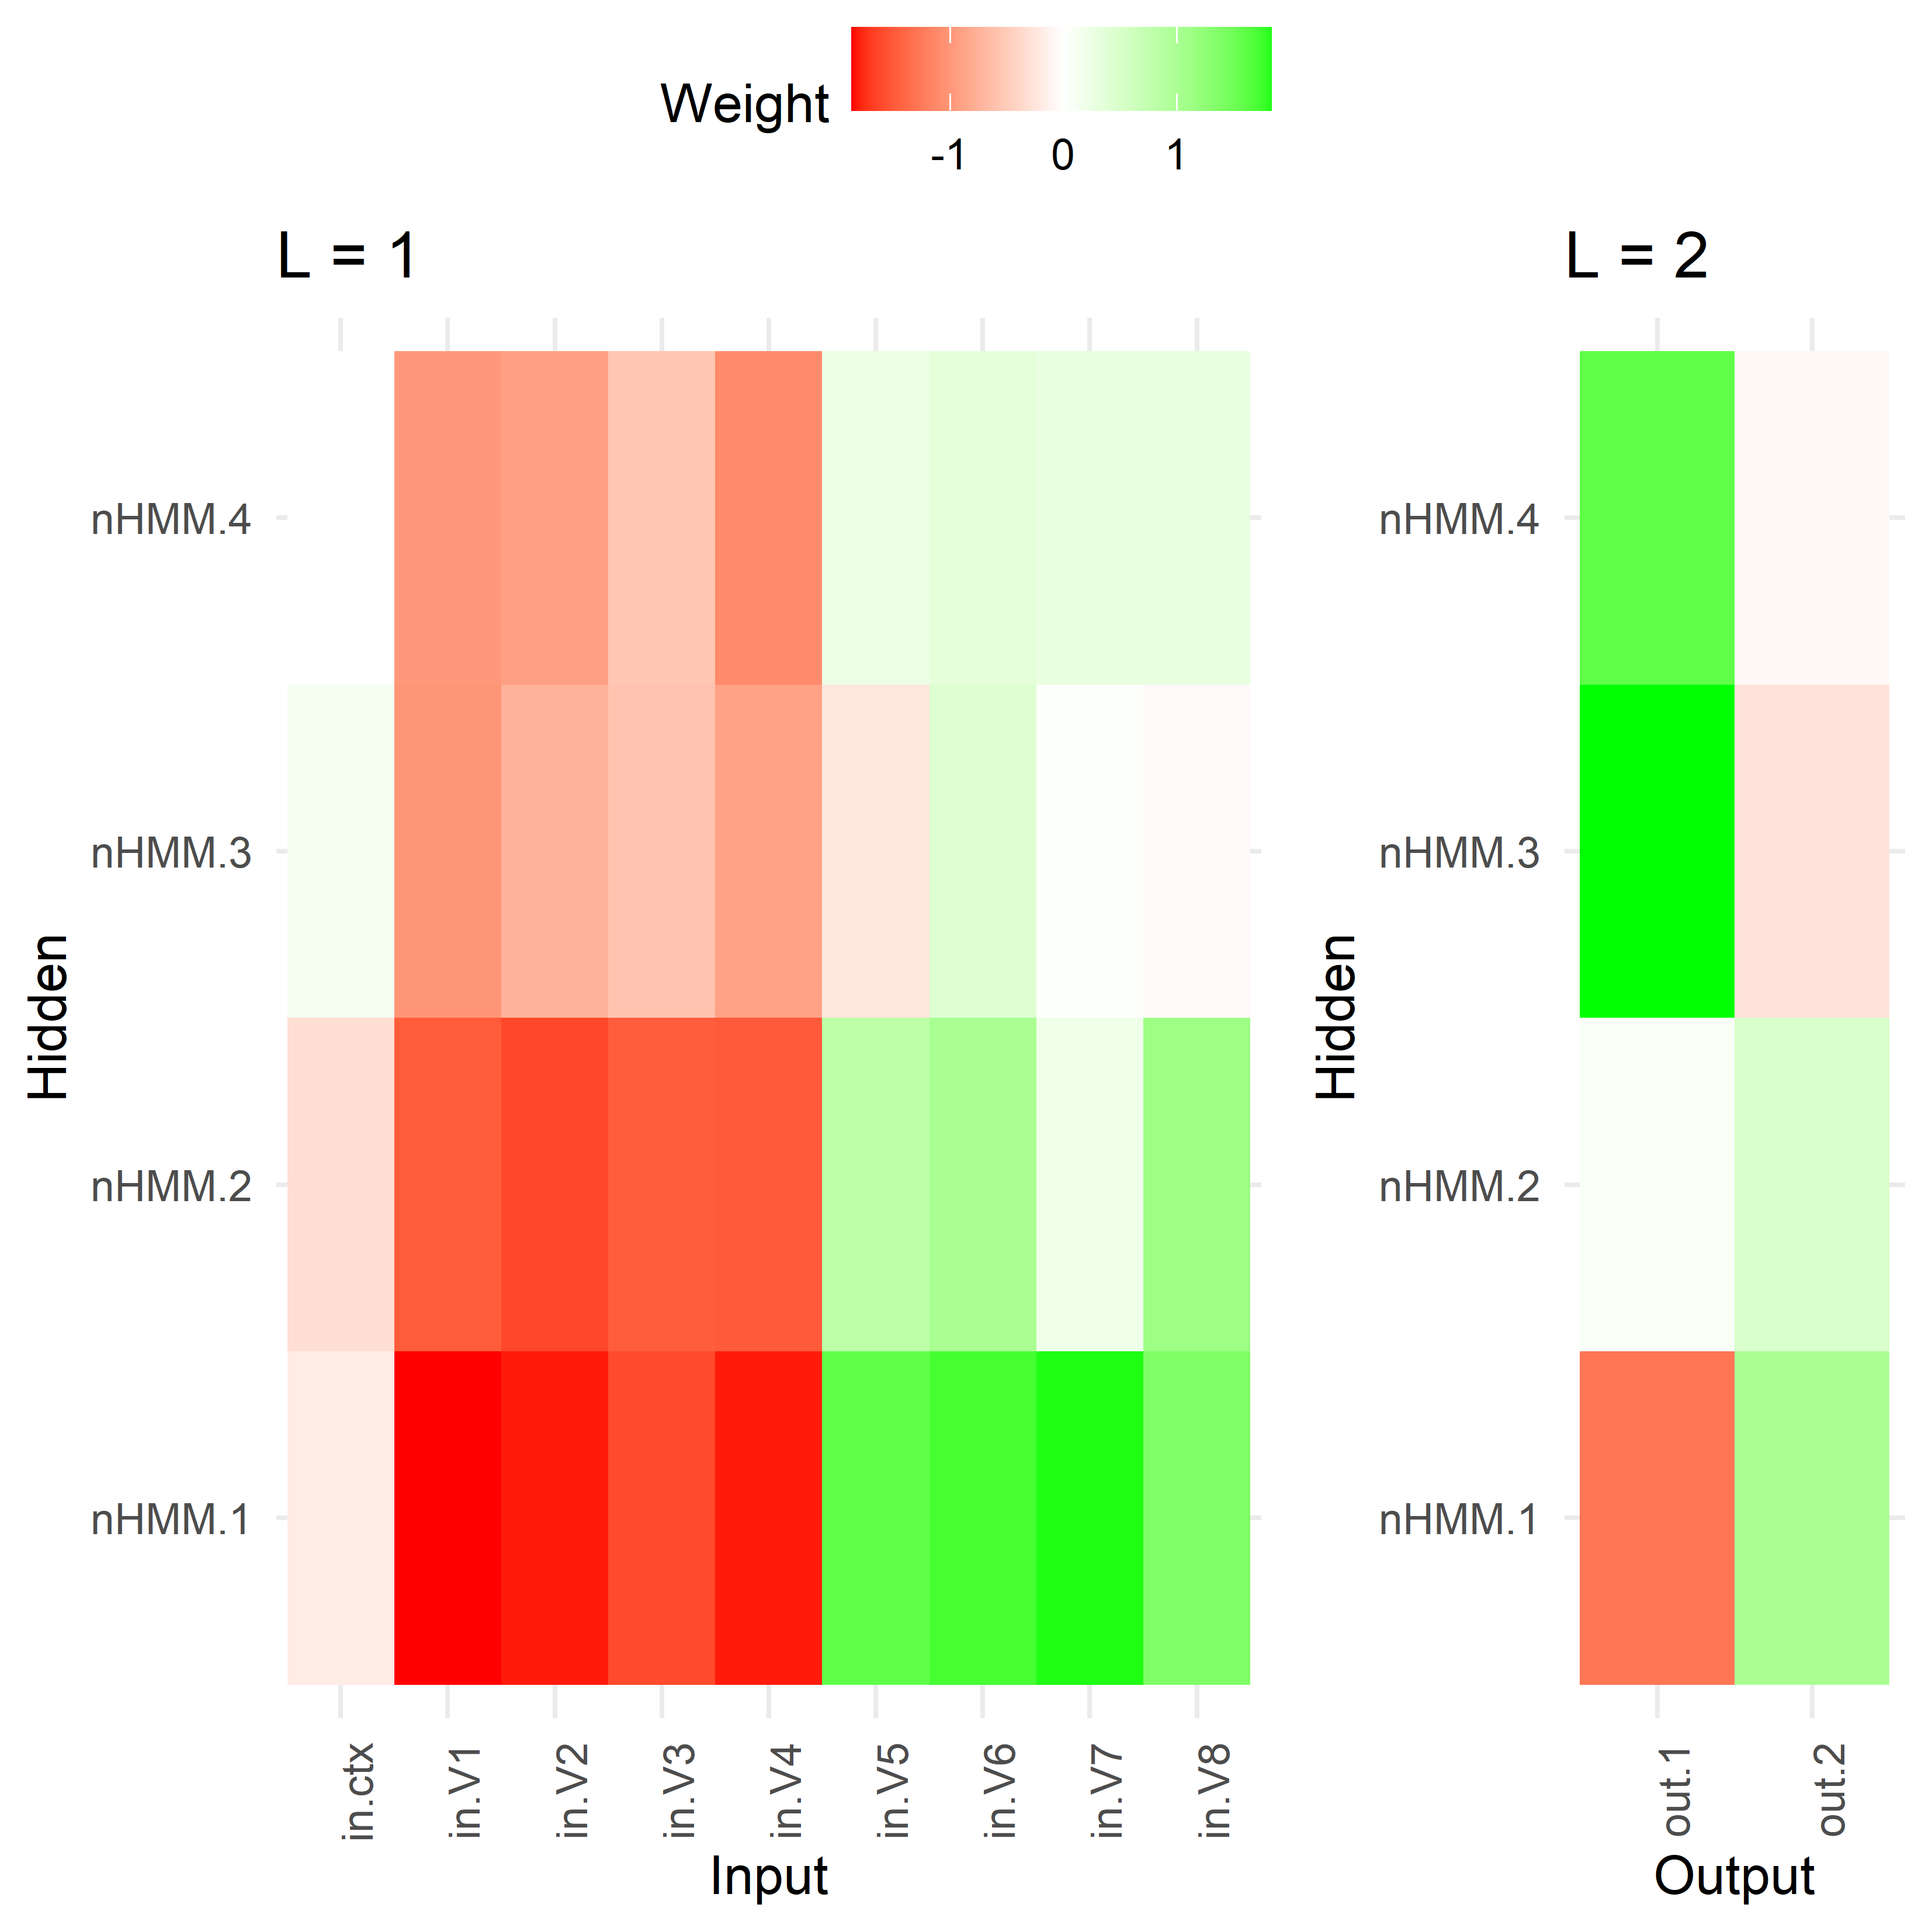 Weight
-1 0 1
L = 1
L = 2
nHMM.4
nHMM.3
nHMM.2
nHMM.1
Hidden
in.ctx
in.V1
in.V2
in.V3
in.V4
in.V5
in.V6
in.V7
in.V8
Input
nHMM.4
nHMM.3
nHMM.2
nHMM.1
Hidden
out.1
out.2
Output